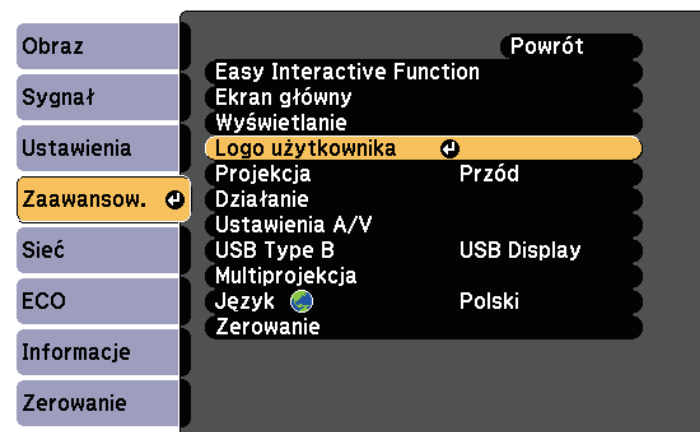 Obraz
Sygnał
Ustawienia
Zaawansow.
Sieć
ECO
Informacje
Zerowanie
Powrót
Easy Interactive Function
Ekran główny
Wyświetlanie
Logo użytkownika
Projekcja Przód
Działanie
Ustawienia A/V
USB Type B USB Display
Multiprojekcja
Język Polski
Zerowanie